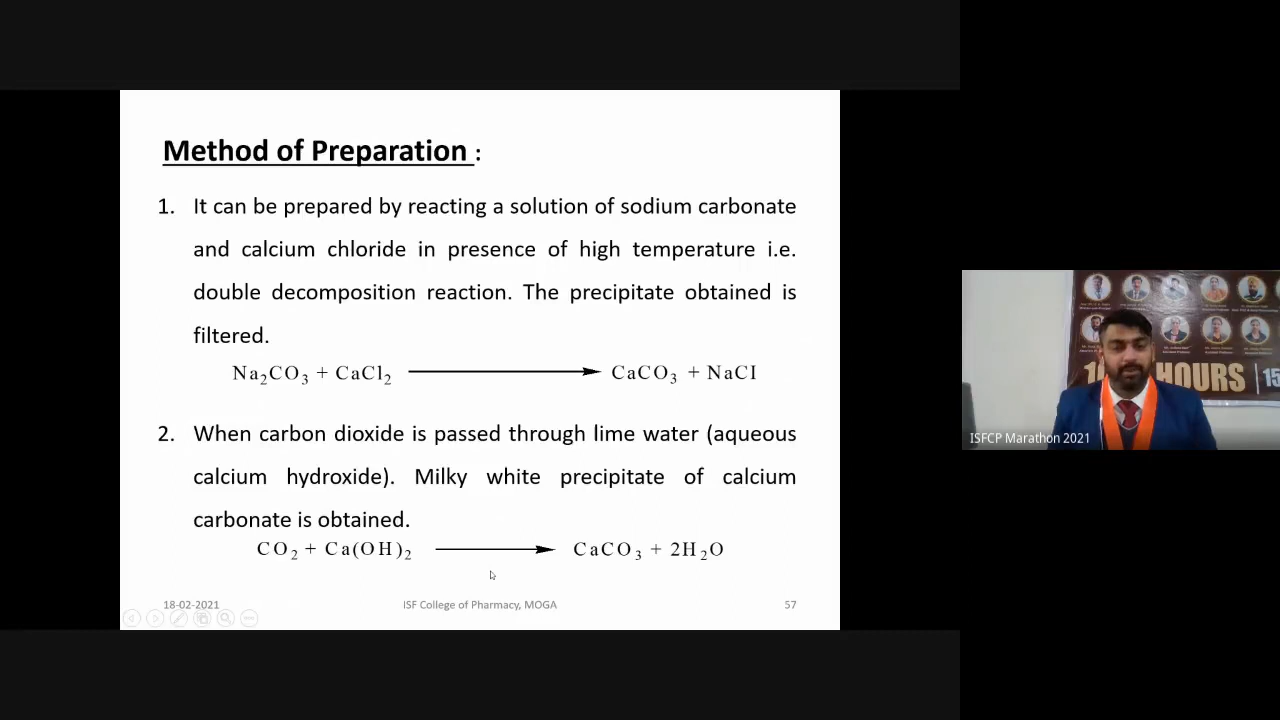 Method of Preparation :
1. It can be prepared by reacting a solution of sodium carbonate
and calcium chloride in presence of high temperature i.e.
double decomposition reaction. The precipitate obtained is
filtered.
Na₂CO₃ + CaCl₂ ⟶ CaCO₃ + NaCI
2. When carbon dioxide is passed through lime water (aqueous
calcium hydroxide). Milky white precipitate of calcium
carbonate is obtained.
CO₂ + Ca(OH)₂ ⟶ CaCO₃ + 2H₂O
18-02-2021 ISF College of Pharmacy, MOGA 57
HOURS 15
ISFCP Marathon 2021